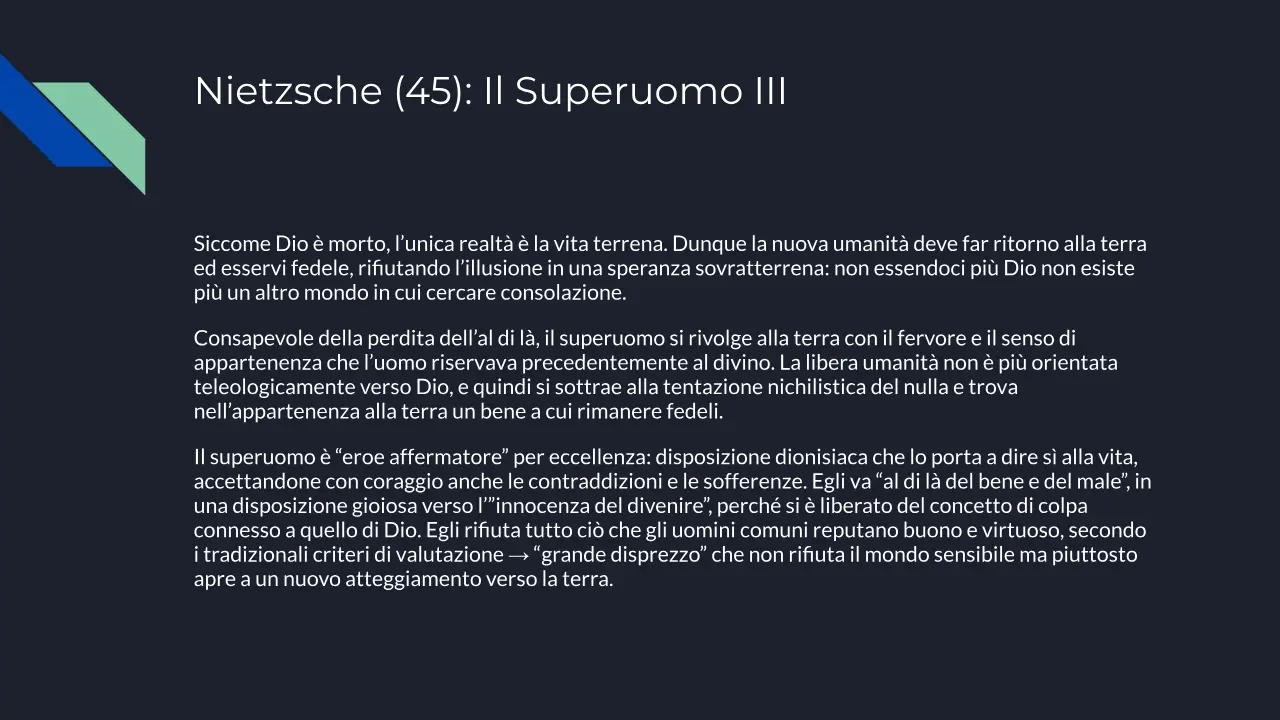 Nietzsche (45): Il Superuomo III
Siccome Dio è morto, l’unica realtà è la vita terrena. Dunque la nuova umanità deve far ritorno alla terra
ed esservi fedele, rifiutando l’illusione in una speranza sovratterrena: non essendoci più Dio non esiste
più un altro mondo in cui cercare consolazione.
Consapevole della perdita dell’al di là, il superuomo si rivolge alla terra con il fervore e il senso di
appartenenza che l’uomo riservava precedentemente al divino. La libera umanità non è più orientata
teleologicamente verso Dio, e quindi si sottrae alla tentazione nichilistica del nulla e trova
nell’appartenenza alla terra un bene a cui rimanere fedeli.
Il superuomo è “eroe affermatore” per eccellenza: disposizione dionisiaca che lo porta a dire sì alla vita,
accettandone con coraggio anche le contraddizioni e le sofferenze. Egli va “al di là del bene e del male”, in
una disposizione gioiosa verso l’”innocenza del divenire”, perché si è liberato del concetto di colpa
connesso a quello di Dio. Egli rifiuta tutto ciò che gli uomini comuni reputano buono e virtuoso, secondo
i tradizionali criteri di valutazione → “grande disprezzo” che non rifiuta il mondo sensibile ma piuttosto
apre a un nuovo atteggiamento verso la terra.